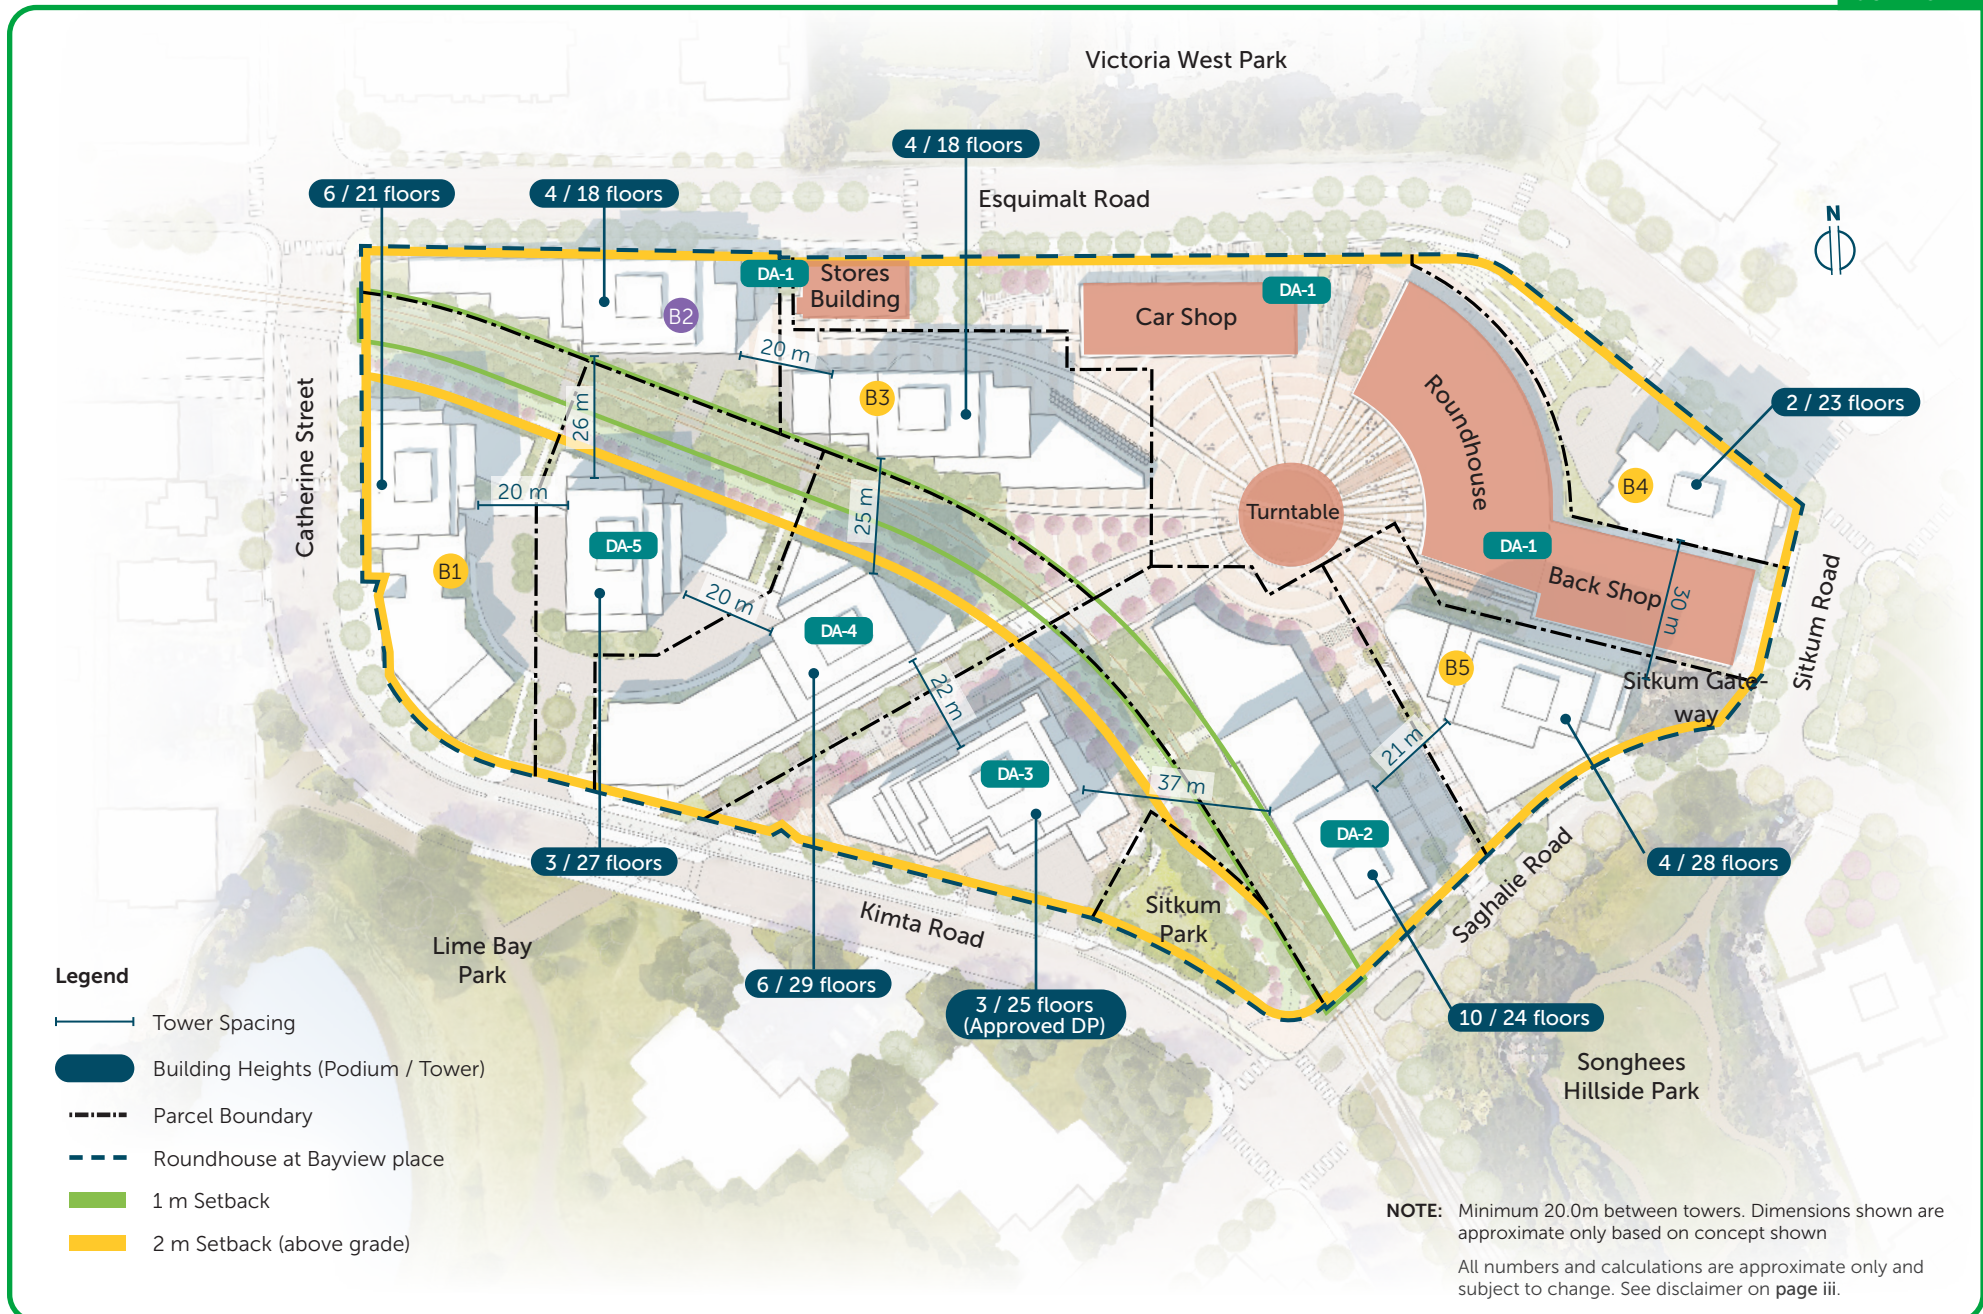 Victoria West Park
4 / 18 floors
6 / 21 floors
4 / 18 floors
Esquimalt Road
N
DA-1
Stores
Building
DA-1
Car Shop
B2
20 m
Roundhouse
2 / 23 floors
Catherine Street
26 m
B3
B4
20 m
25 m
Turntable
DA-5
DA-1
B1
Back Shop
30 m
Sitkum Road
20 m
DA-4
22 m
B5
Sitkum Gate-
way
21 m
DA-3
37 m
DA-2
3 / 27 floors
4 / 28 floors
Saghalie Road
Kimta Road
Sitkum
Park
Lime Bay
Park
6 / 29 floors
3 / 25 floors
(Approved DP)
10 / 24 floors
Songhees
Hillside Park
Legend
Tower Spacing
Building Heights (Podium / Tower)
Parcel Boundary
Roundhouse at Bayview place
1 m Setback
2 m Setback (above grade)
NOTE: Minimum 20.0m between towers. Dimensions shown are
approximate only based on concept shown
All numbers and calculations are approximate only and
subject to change. See disclaimer on page iii.